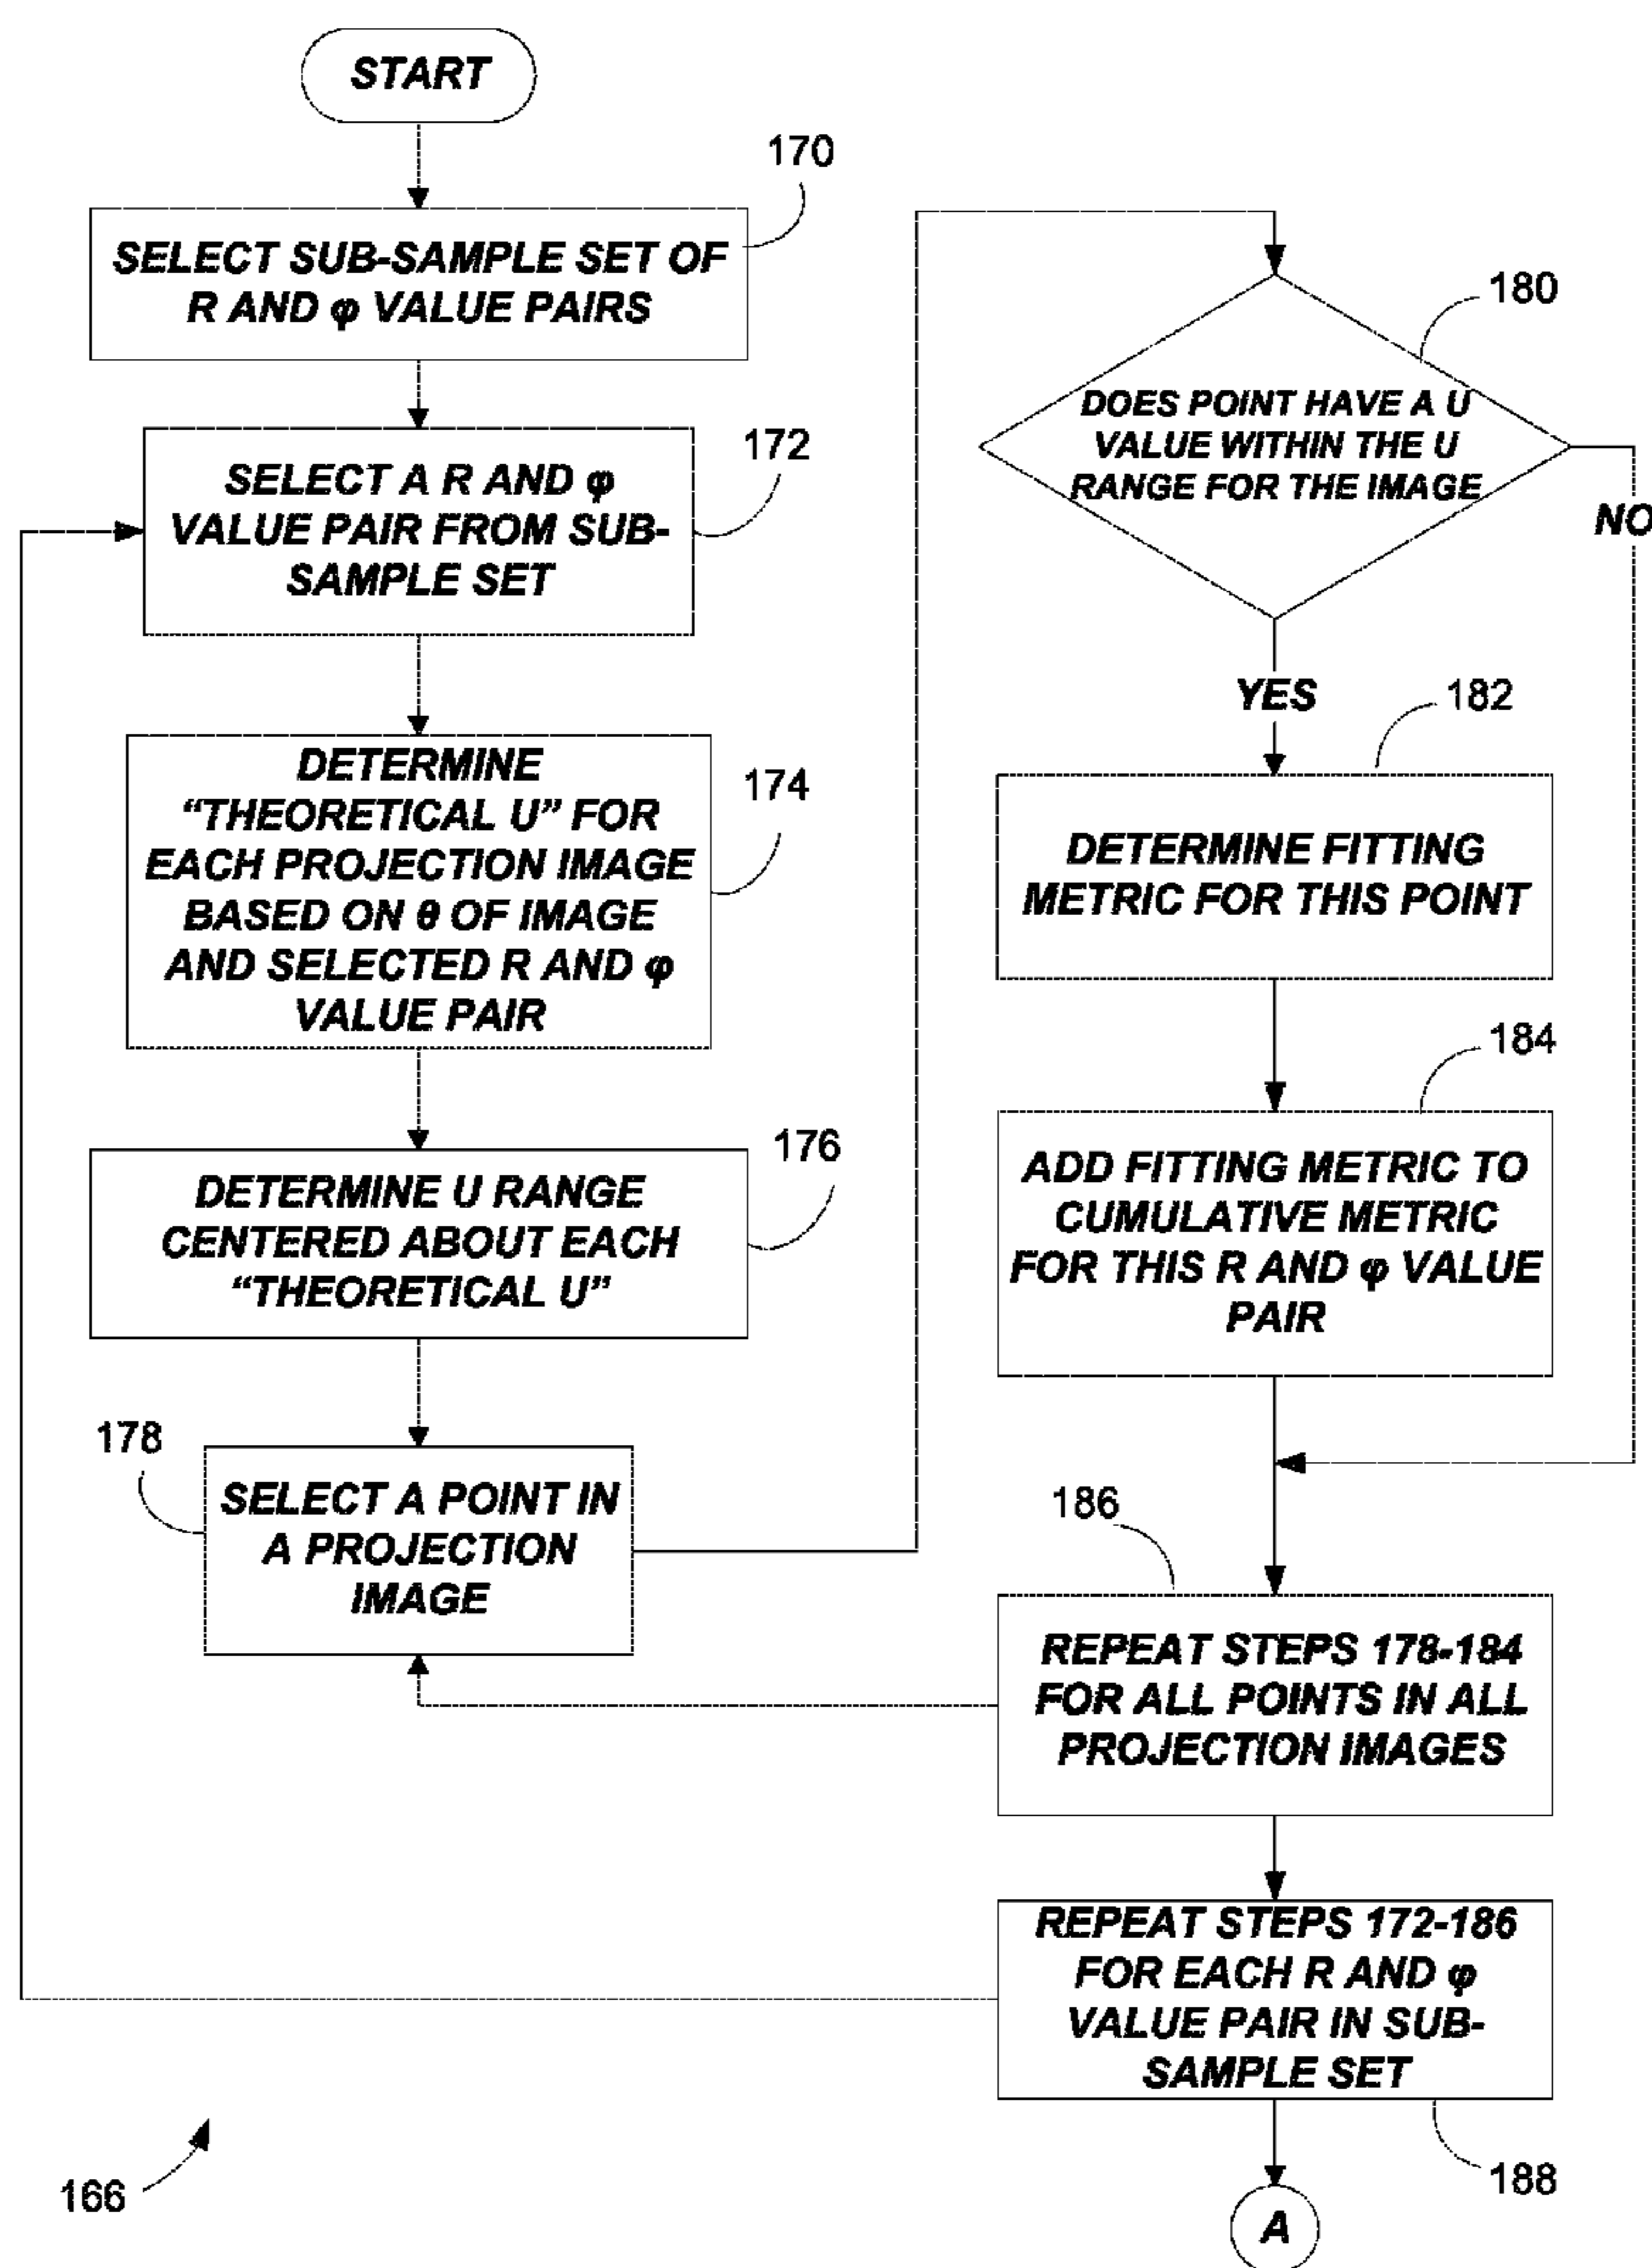 START
170
SELECT SUB-SAMPLE SET OF
R AND φ VALUE PAIRS
172
SELECT A R AND φ
VALUE PAIR FROM SUB-
SAMPLE SET
174
DETERMINE
“THEORETICAL U” FOR
EACH PROJECTION IMAGE
BASED ON θ OF IMAGE
AND SELECTED R AND φ
VALUE PAIR
176
DETERMINE U RANGE
CENTERED ABOUT EACH
“THEORETICAL U”
178
SELECT A POINT IN
A PROJECTION
IMAGE
180
DOES POINT HAVE A U
VALUE WITHIN THE U
RANGE FOR THE IMAGE
NO
YES
182
DETERMINE FITTING
METRIC FOR THIS POINT
184
ADD FITTING METRIC TO
CUMULATIVE METRIC
FOR THIS R AND φ VALUE
PAIR
186
REPEAT STEPS 178-184
FOR ALL POINTS IN ALL
PROJECTION IMAGES
REPEAT STEPS 172-186
FOR EACH R AND φ
VALUE PAIR IN SUB-
SAMPLE SET
188
A
166